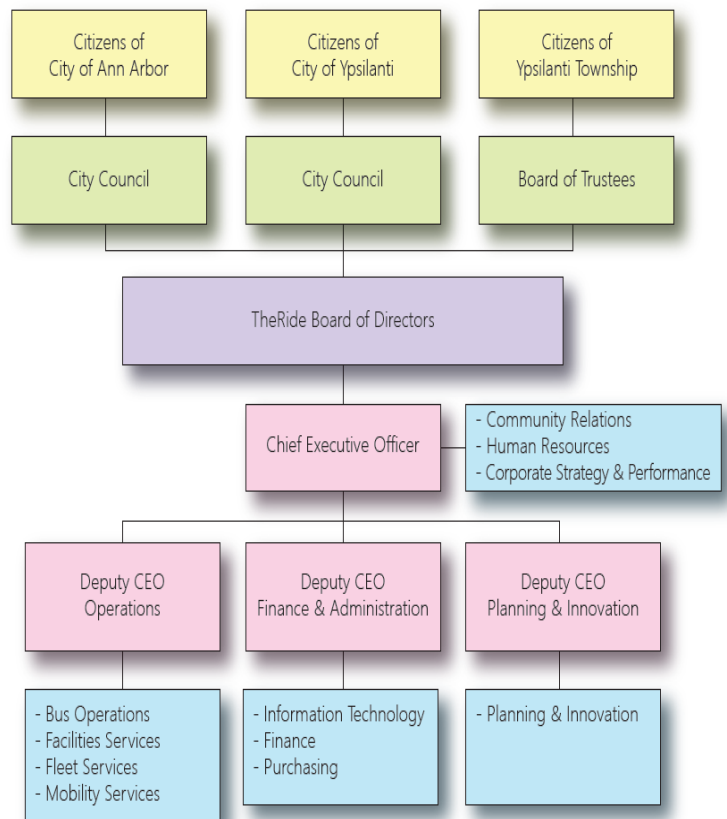 Citizens of
City of Ann Arbor
Citizens of
City of Ypsilanti
Citizens of
Ypsilanti Township
City Council
City Council
Board of Trustees
TheRide Board of Directors
Chief Executive Officer
- Community Relations
- Human Resources
- Corporate Strategy & Performance
Deputy CEO
Operations
Deputy CEO
Finance & Administration
Deputy CEO
Planning & Innovation
- Bus Operations
- Facilities Services
- Fleet Services
- Mobility Services
- Information Technology
- Finance
- Purchasing
- Planning & Innovation